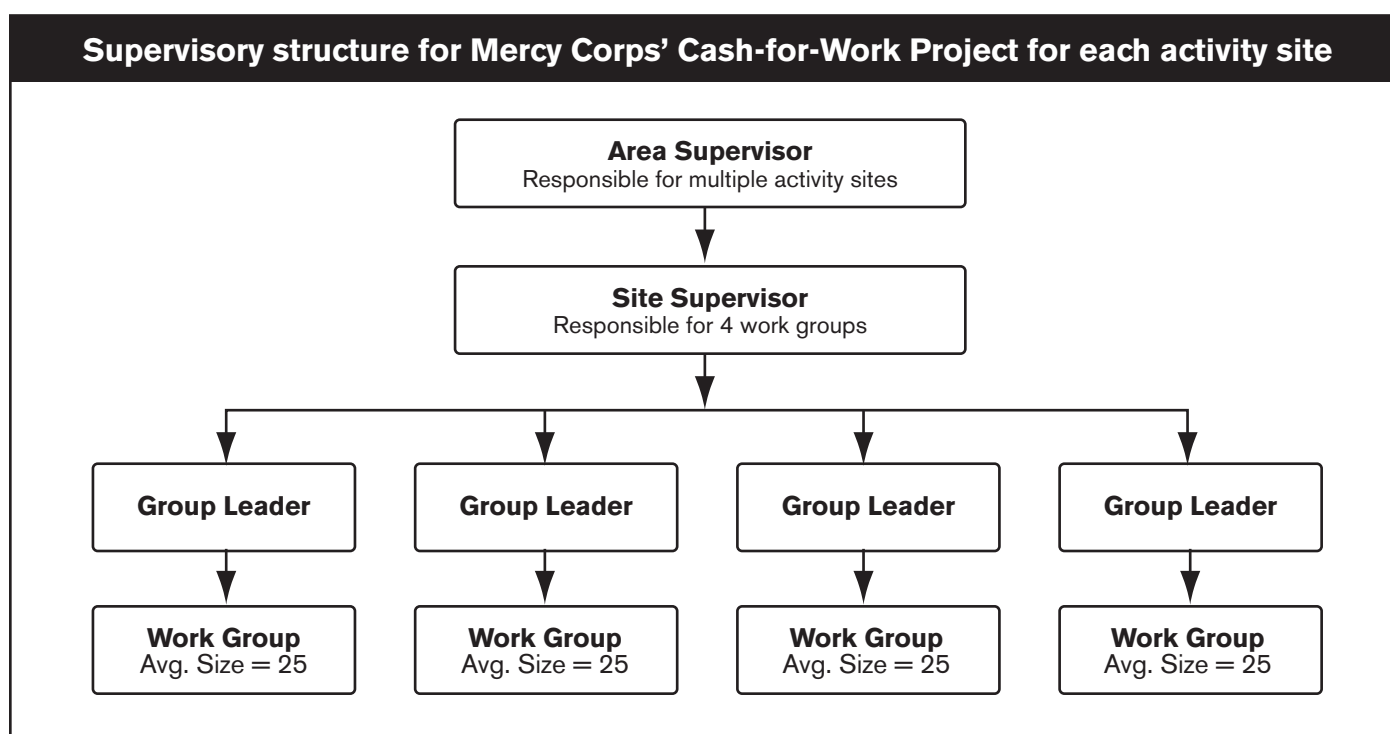 Supervisory structure for Mercy Corps' Cash-for-Work Project for each activity site
Area Supervisor
Responsible for multiple activity sites
Site Supervisor
Responsible for 4 work groups
Group Leader
Group Leader
Group Leader
Group Leader
Work Group
Avg. Size = 25
Work Group
Avg. Size = 25
Work Group
Avg. Size = 25
Work Group
Avg. Size = 25